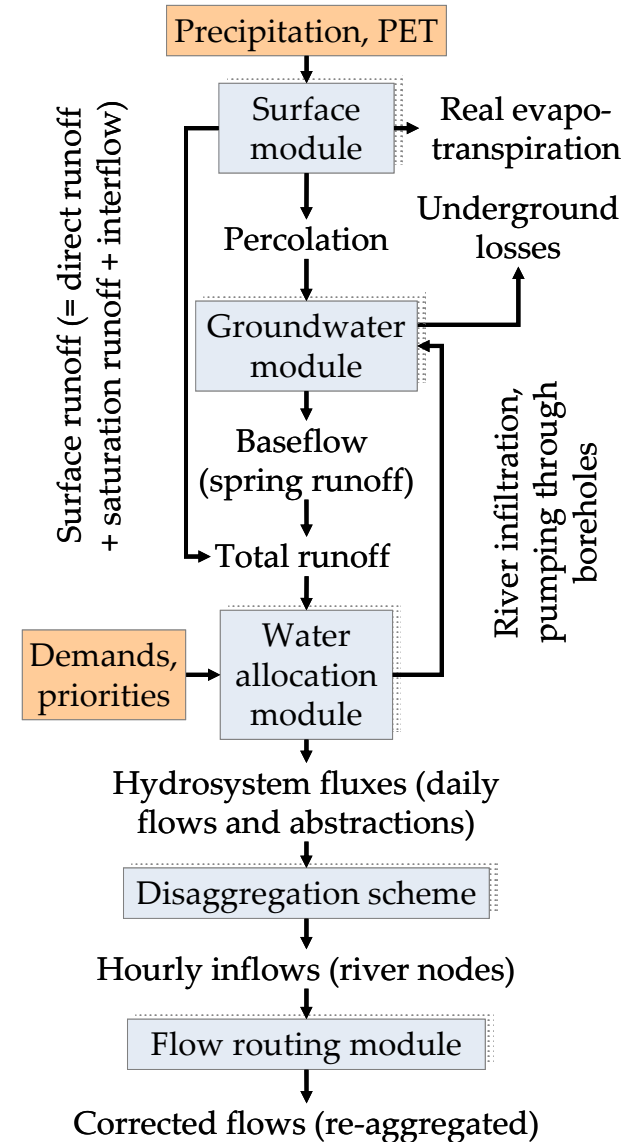 Precipitation, PET
Surface
module
Real evapo-
transpiration
Surface runoff (= direct runoff
+ saturation runoff + interflow)
Percolation
Underground
losses
Groundwater
module
Baseflow
(spring runoff)
River infiltration,
pumping through
boreholes
Total runoff
Demands,
priorities
Water
allocation
module
Hydrosystem fluxes (daily
flows and abstractions)
Disaggregation scheme
Hourly inflows (river nodes)
Flow routing module
Corrected flows (re-aggregated)